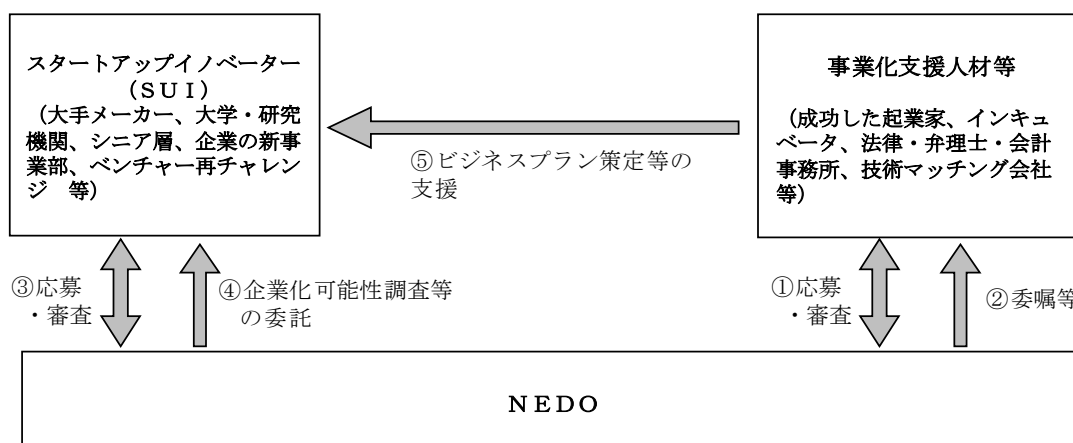 スタートアップイノベーター
（ＳＵＩ）
（大手メーカー、大学・研究
機関、シニア層、企業の新事
業部、ベンチャー再チャレン
ジ　等）
事業化支援人材等
（成功した起業家、インキュ
ベータ、法律・弁理士・会計
事務所、技術マッチング会社
等）
⑤ビジネスプラン策定等の
支援
③応募
・審査
④企業化可能性調査等
の委託
①応募
・審査
②委嘱等
ＮＥＤＯ